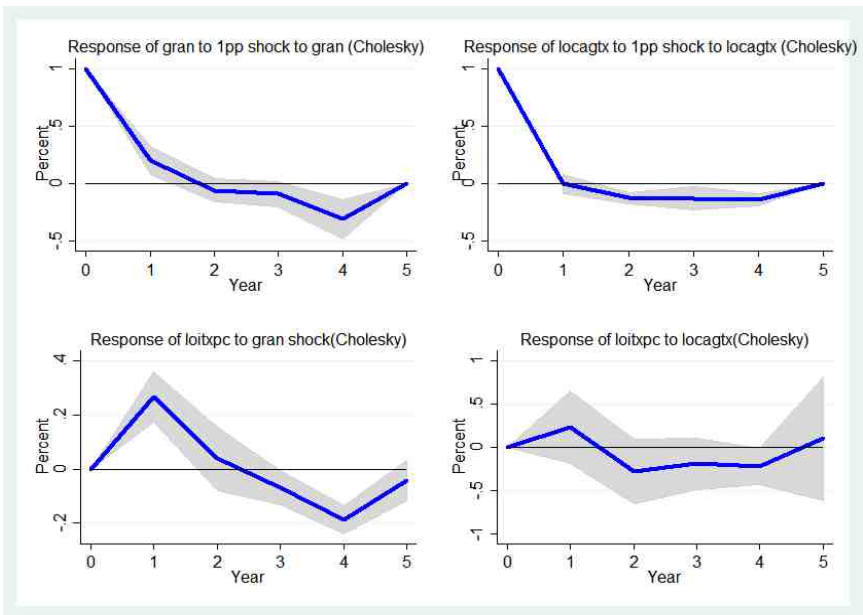 Response of gran to 1pp shock to gran (Cholesky)
Percent
1
.5
0
-.5
0 1 2 3 4 5
Year
Response of locagtx to 1pp shock to locagtx (Cholesky)
Percent
1
.5
0
-.5
0 1 2 3 4 5
Year
Response of loitxpc to gran shock(Cholesky)
Percent
.4
.2
0
-.2
0 1 2 3 4 5
Year
Response of loitxpc to locagtx(Cholesky)
Percent
1
.5
0
-.5
-1
0 1 2 3 4 5
Year